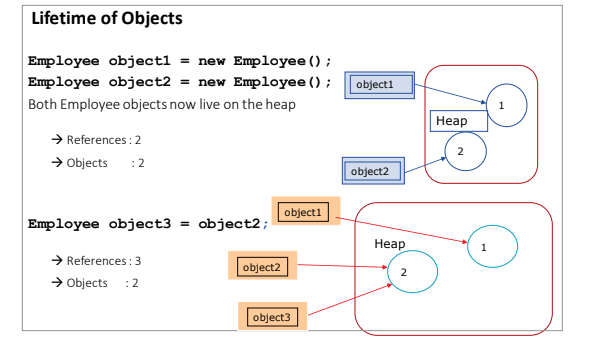 Lifetime of Objects
Employee object1 = new Employee();
Employee object2 = new Employee();
Both Employee objects now live on the heap
→ References : 2
→ Objects : 2
object1
1
Heap
2
object2
Employee object3 = object2;
→ References : 3
→ Objects : 2
object1
Heap
1
object2
2
object3